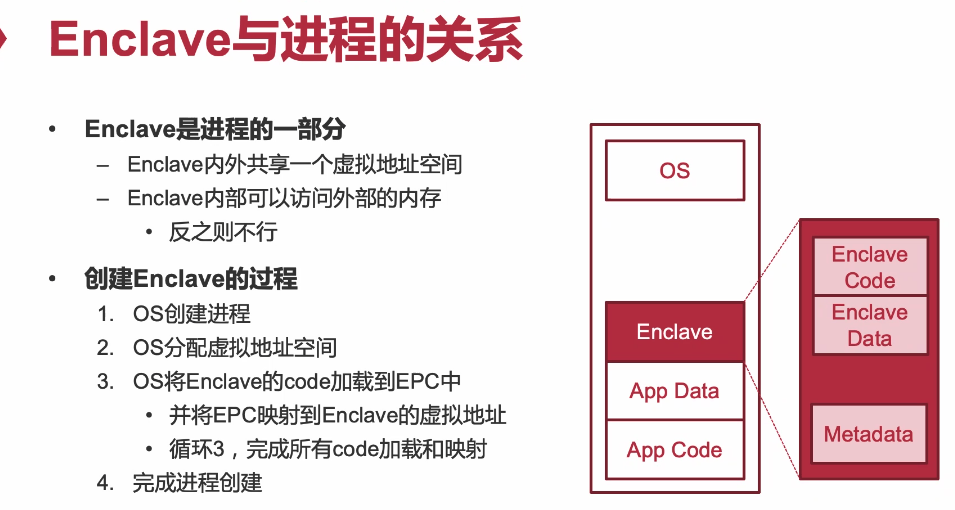 Enclave与进程的关系
• Enclave是进程的一部分
– Enclave内外共享一个虚拟地址空间
– Enclave内部可以访问外部的内存
• 反之则不行
• 创建Enclave的过程
1. OS创建进程
2. OS分配虚拟地址空间
3. OS将Enclave的code加载到EPC中
• 并将EPC映射到Enclave的虚拟地址
• 循环3，完成所有code加载和映射
4. 完成进程创建
OS
Enclave
App Data
App Code
Enclave
Code
Enclave
Data
Metadata